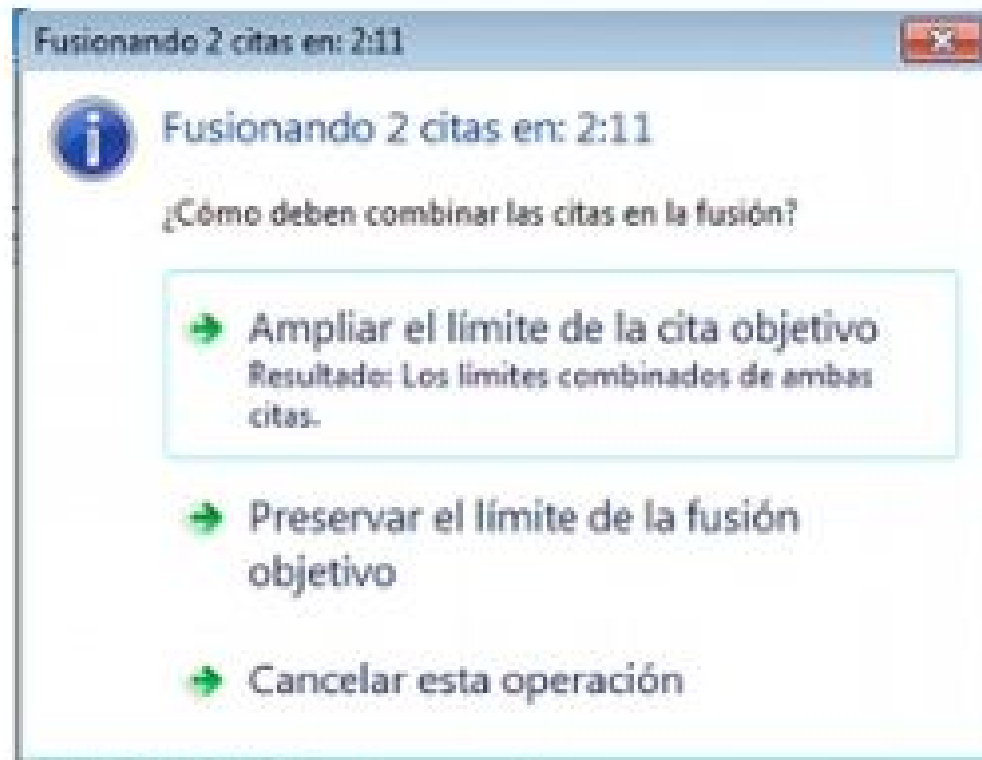 Fusionando 2 citas en: 2:11
Fusionando 2 citas en: 2:11
¿Cómo deben combinar las citas en la fusión?
Ampliar el límite de la cita objetivo
Resultado: Los límites combinados de ambas
citas.
Preservar el límite de la fusión
objetivo
Cancelar esta operación